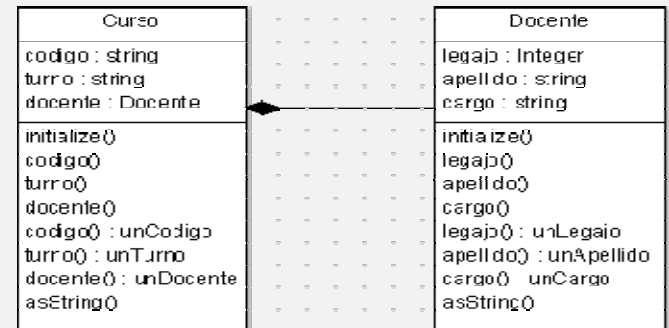 Curso
codigo : string
turno : string
docente : Docente
initialize()
codigo()
turno()
docente()
codigo() : unCodigo
turno() : unTurno
docente() : unDocente
asString()
Docente
legajo : Integer
apellido : string
cargo : string
initialize()
legajo()
apellido()
cargo()
legajo() : unLegajo
apellido() : unApellido
cargo() : unCargo
asString()